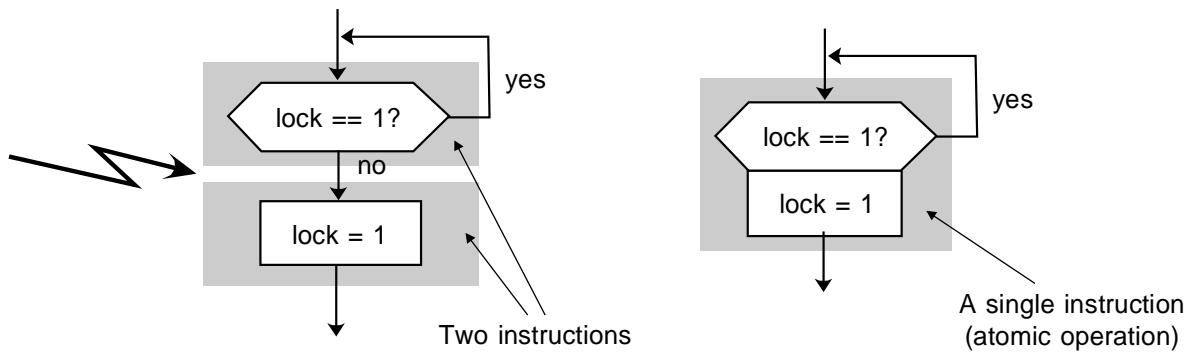 yes
lock == 1?
no
lock = 1
Two instructions
yes
lock == 1?
lock = 1
A single instruction
(atomic operation)